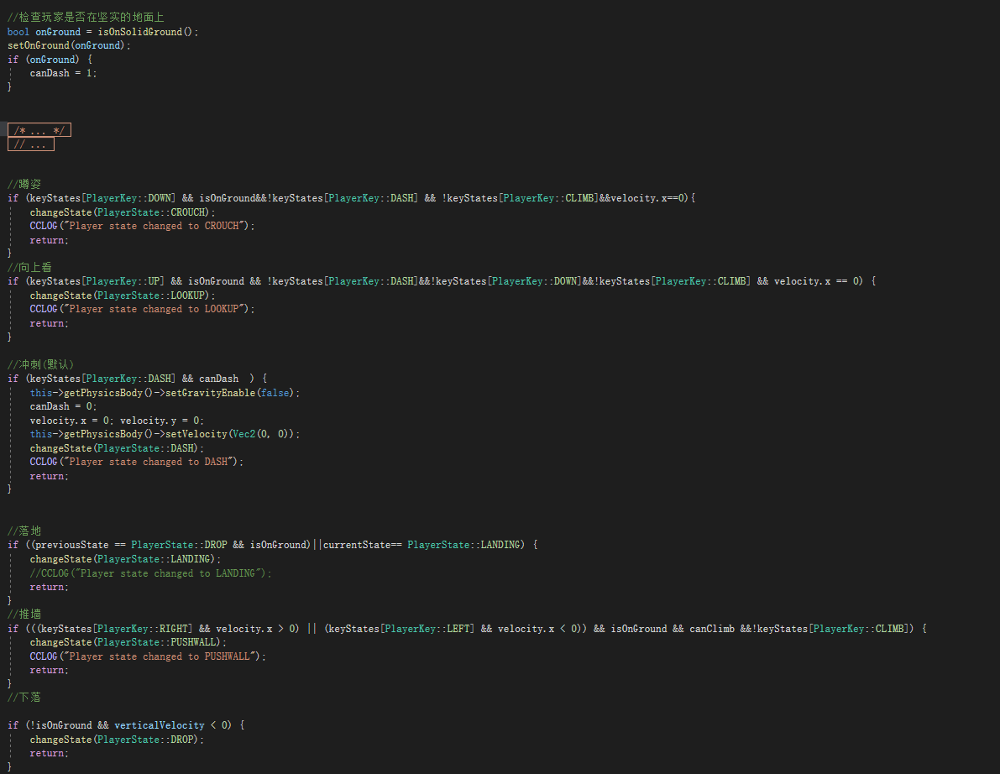 //检查玩家是否在坚实的地面上
bool onGround = isOnSolidGround();
setOnGround(onGround);
if (onGround) {
canDash = 1;
}
/* ... */
// ...
//蹲姿
if (keyStates[PlayerKey::DOWN] && isOnGround&&!keyStates[PlayerKey::DASH] && !keyStates[PlayerKey::CLIMB]&&velocity.x==0){
changeState(PlayerState::CROUCH);
CCLOG("Player state changed to CROUCH");
return;
}
//向上看
if (keyStates[PlayerKey::UP] && isOnGround && !keyStates[PlayerKey::DASH]&&!keyStates[PlayerKey::DOWN]&&!keyStates[PlayerKey::CLIMB] && velocity.x == 0) {
changeState(PlayerState::LOOKUP);
CCLOG("Player state changed to LOOKUP");
return;
}
//冲刺(默认)
if (keyStates[PlayerKey::DASH] && canDash  ) {
this->getPhysicsBody()->setGravityEnable(false);
canDash = 0;
velocity.x = 0; velocity.y = 0;
this->getPhysicsBody()->setVelocity(Vec2(0, 0));
changeState(PlayerState::DASH);
CCLOG("Player state changed to DASH");
return;
}
//落地
if ((previousState == PlayerState::DROP && isOnGround)||currentState== PlayerState::LANDING) {
changeState(PlayerState::LANDING);
//CCLOG("Player state changed to LANDING");
return;
}
//推墙
if (((keyStates[PlayerKey::RIGHT] && velocity.x > 0) || (keyStates[PlayerKey::LEFT] && velocity.x < 0)) && isOnGround && canClimb &&!keyStates[PlayerKey::CLIMB]) {
changeState(PlayerState::PUSHWALL);
CCLOG("Player state changed to PUSHWALL");
return;
}
//下落
if (!isOnGround && verticalVelocity < 0) {
changeState(PlayerState::DROP);
return;
}